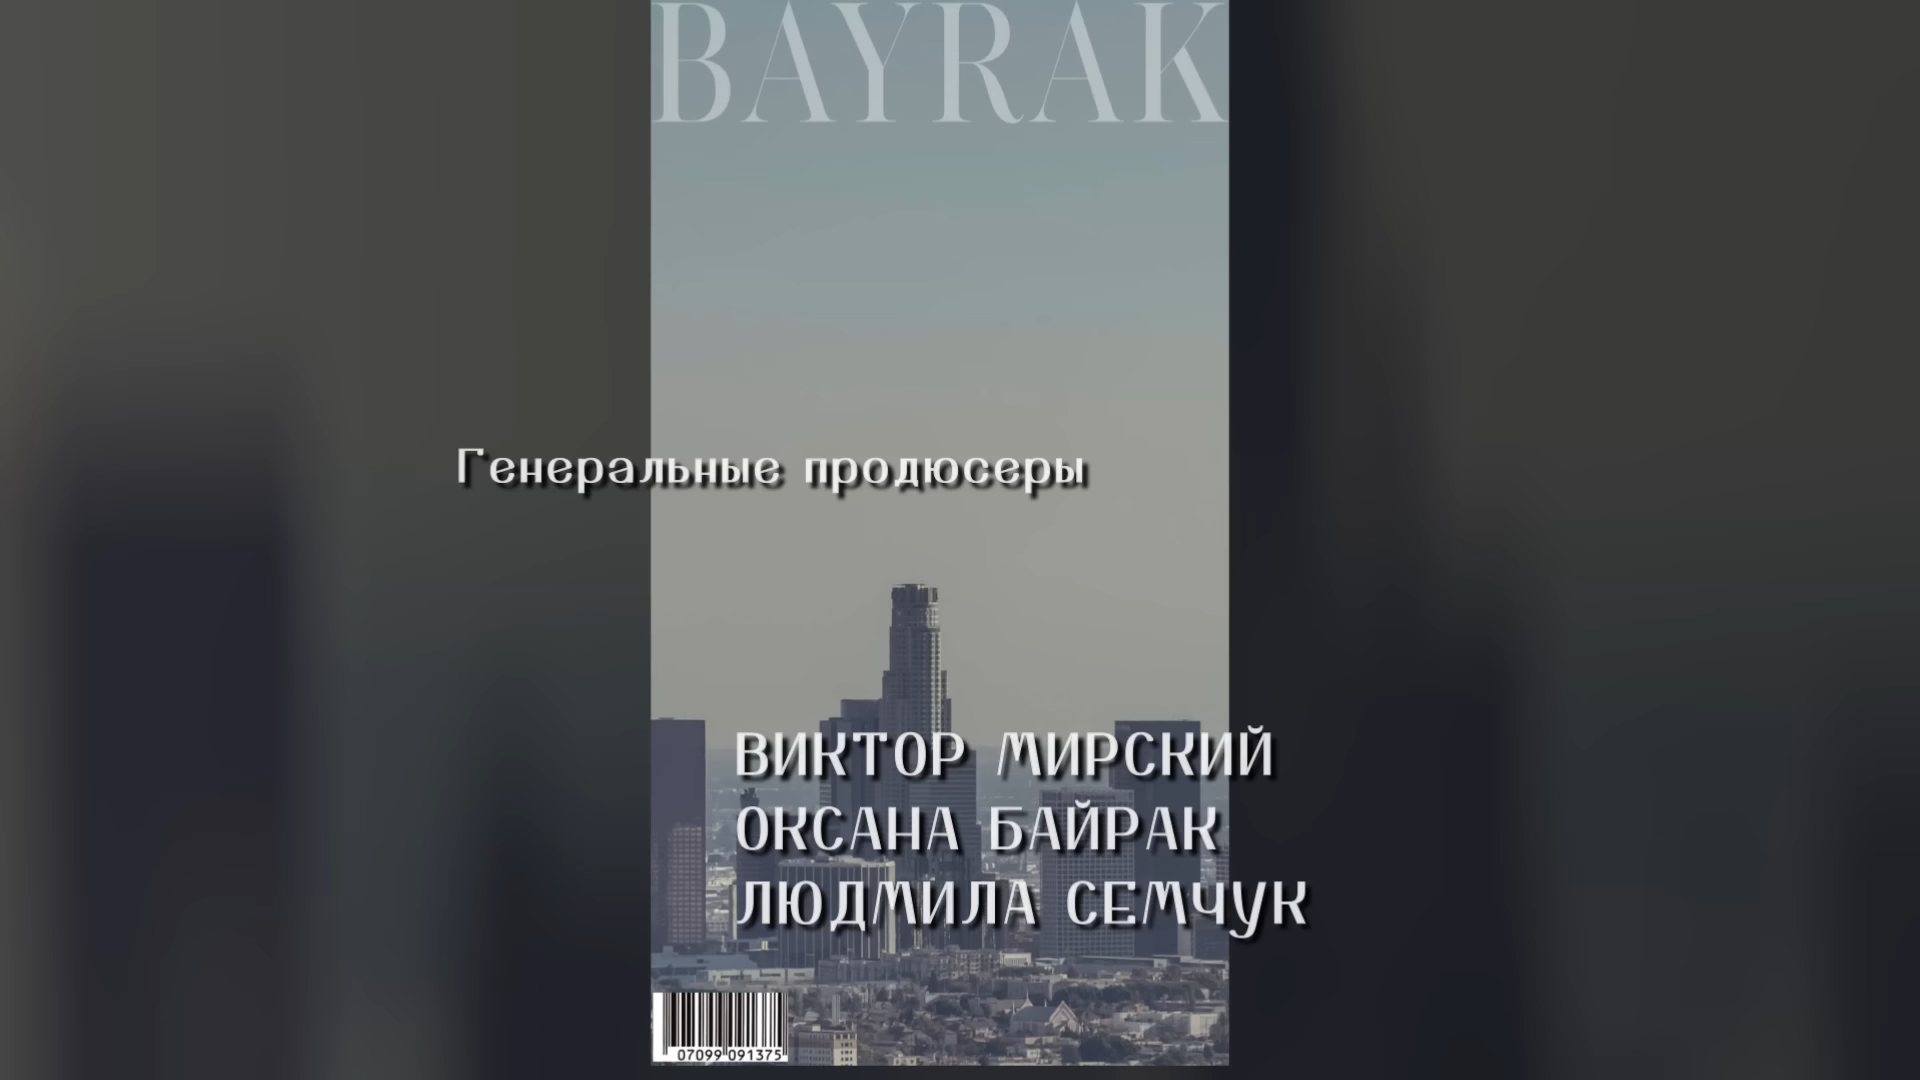 BAYRAK
Генеральные продюсеры
ВИКТОР МИРСКИЙ
ОКСАНА БАЙРАК
ЛЮДМИЛА СЕМЧУК
07099 091375